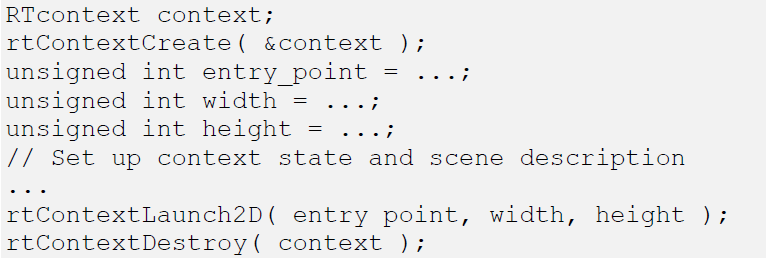 RTcontext context;
rtContextCreate( &context );
unsigned int entry_point = ...;
unsigned int width = ...;
unsigned int height = ...;
// Set up context state and scene description
...
rtContextLaunch2D( entry point, width, height );
rtContextDestroy( context );